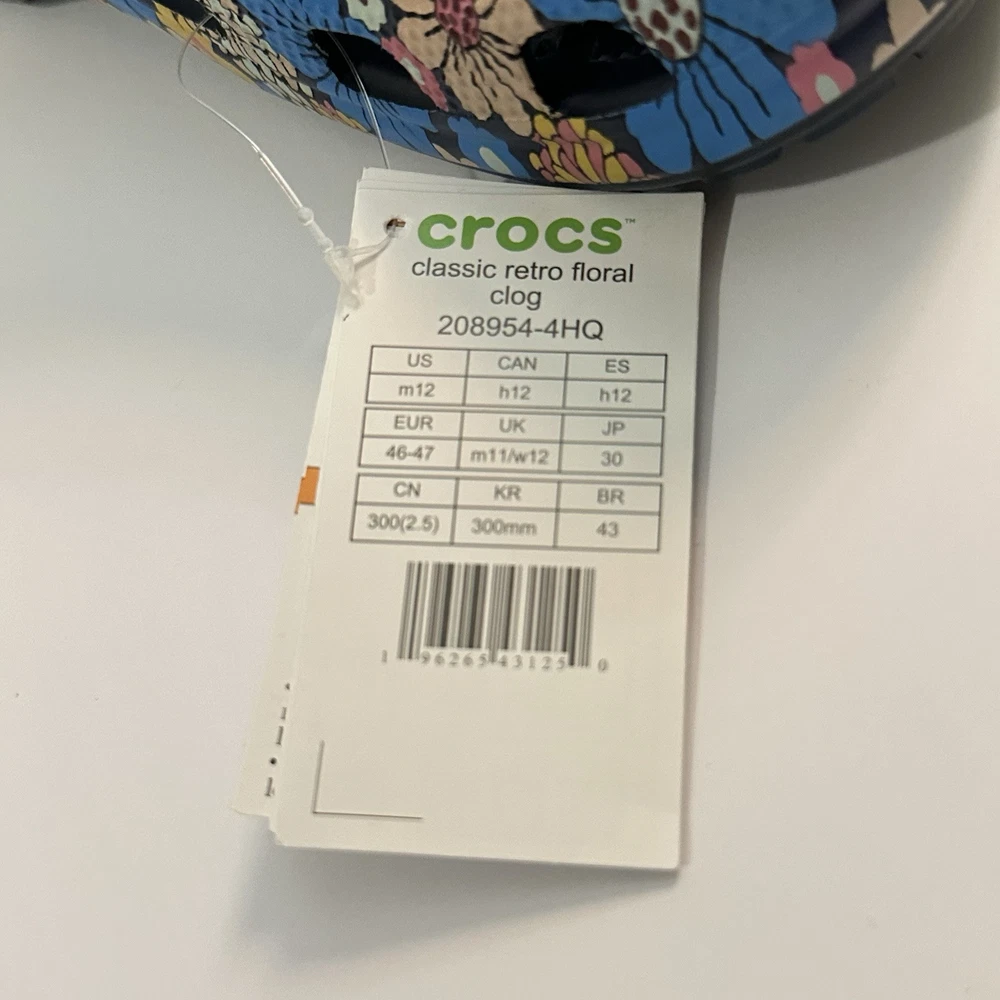 crocs™
classic retro floral
clog
208954-4HQ
US CAN ES
m12 h12 h12
EUR UK JP
46-47 m11/w12 30
CN KR BR
300(2.5) 300mm 43
1 96265 43125 0